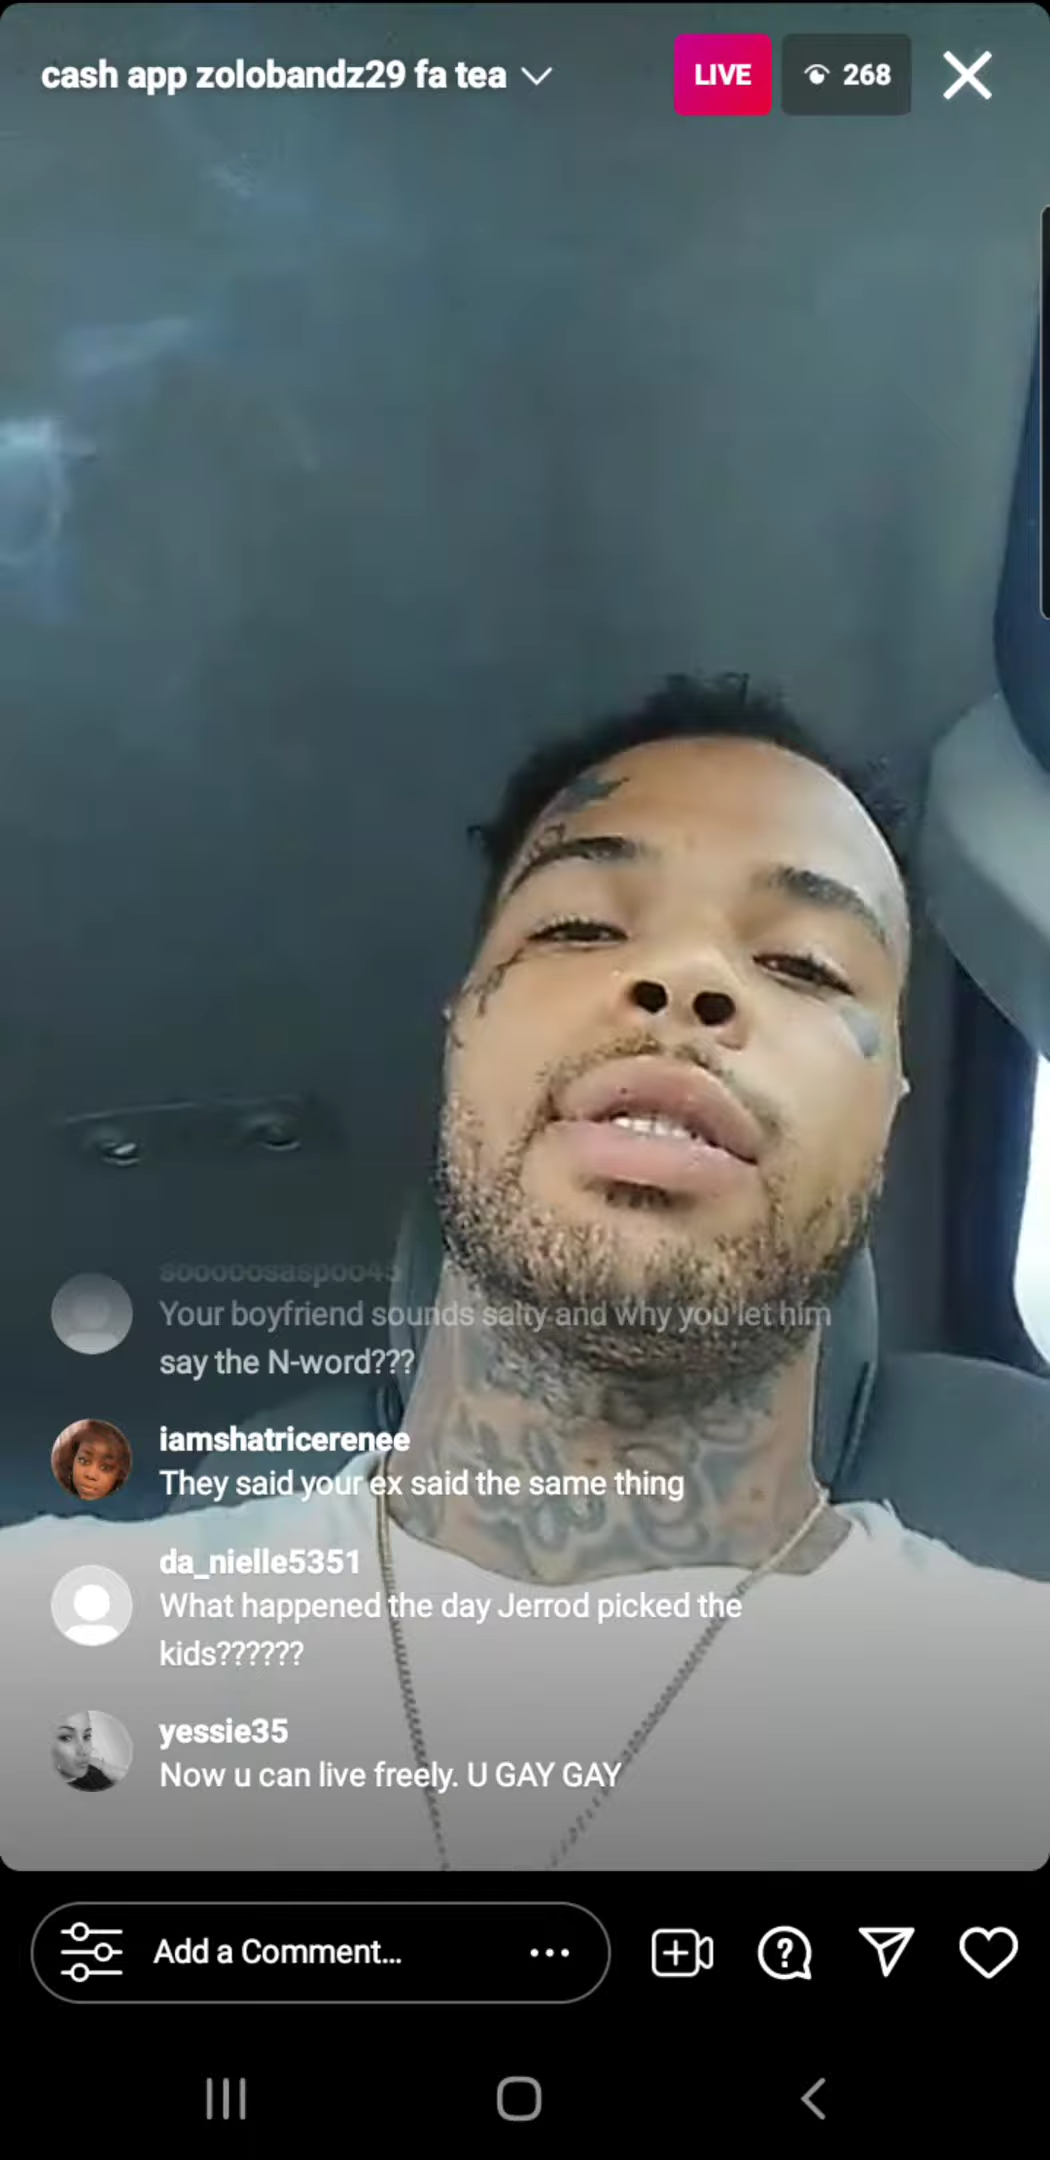 cash app zolobandz29 fa tea
LIVE
268
sooooosaspoo45
Your boyfriend sounds salty and why you let him
say the N-word???
iamshatricerenee
They said your ex said the same thing
da_nielle5351
What happened the day Jerrod picked the
kids??????
yessie35
Now u can live freely. U GAY GAY
Add a Comment...